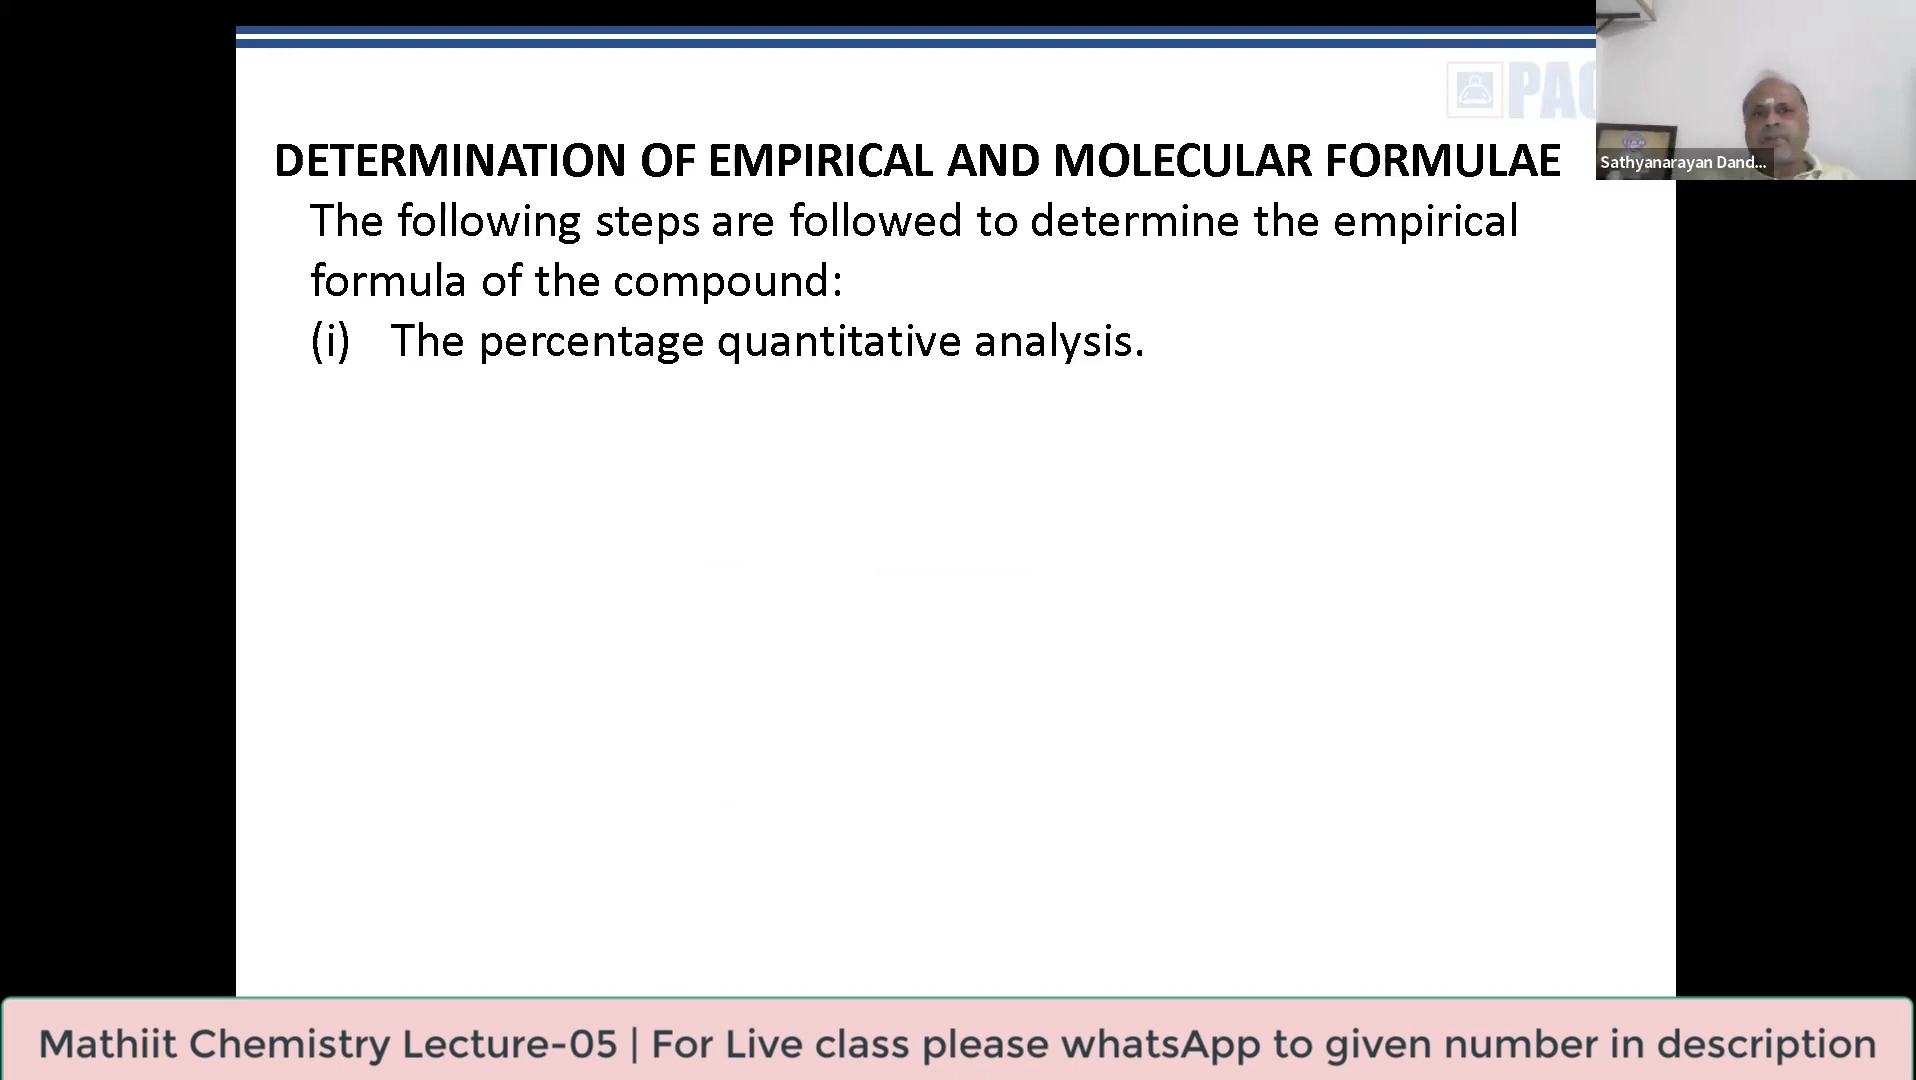 PAC
DETERMINATION OF EMPIRICAL AND MOLECULAR FORMULAE
Sathyanarayan Dand...
The following steps are followed to determine the empirical
formula of the compound:
(i) The percentage quantitative analysis.
Mathiit Chemistry Lecture-05 | For Live class please whatsApp to given number in description